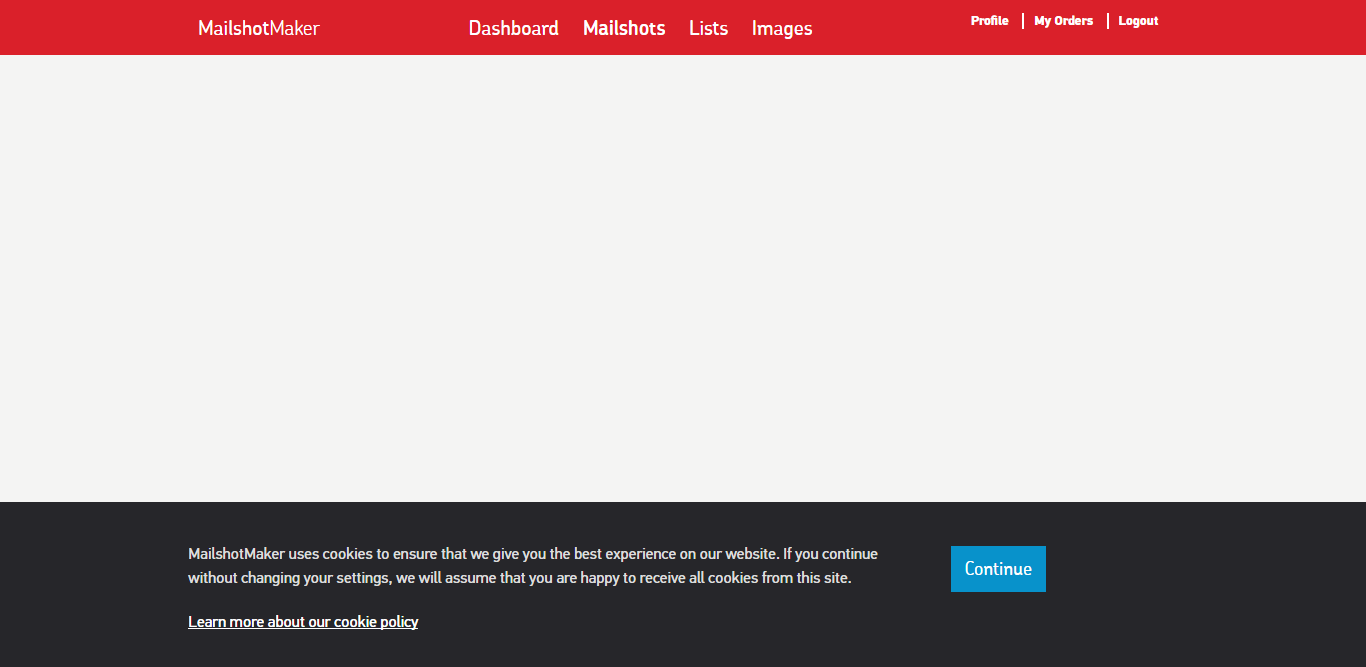 MailshotMaker
Dashboard Mailshots Lists Images
Profile My Orders Logout
MailshotMaker uses cookies to ensure that we give you the best experience on our website. If you continue
without changing your settings, we will assume that you are happy to receive all cookies from this site.
Learn more about our cookie policy
Continue